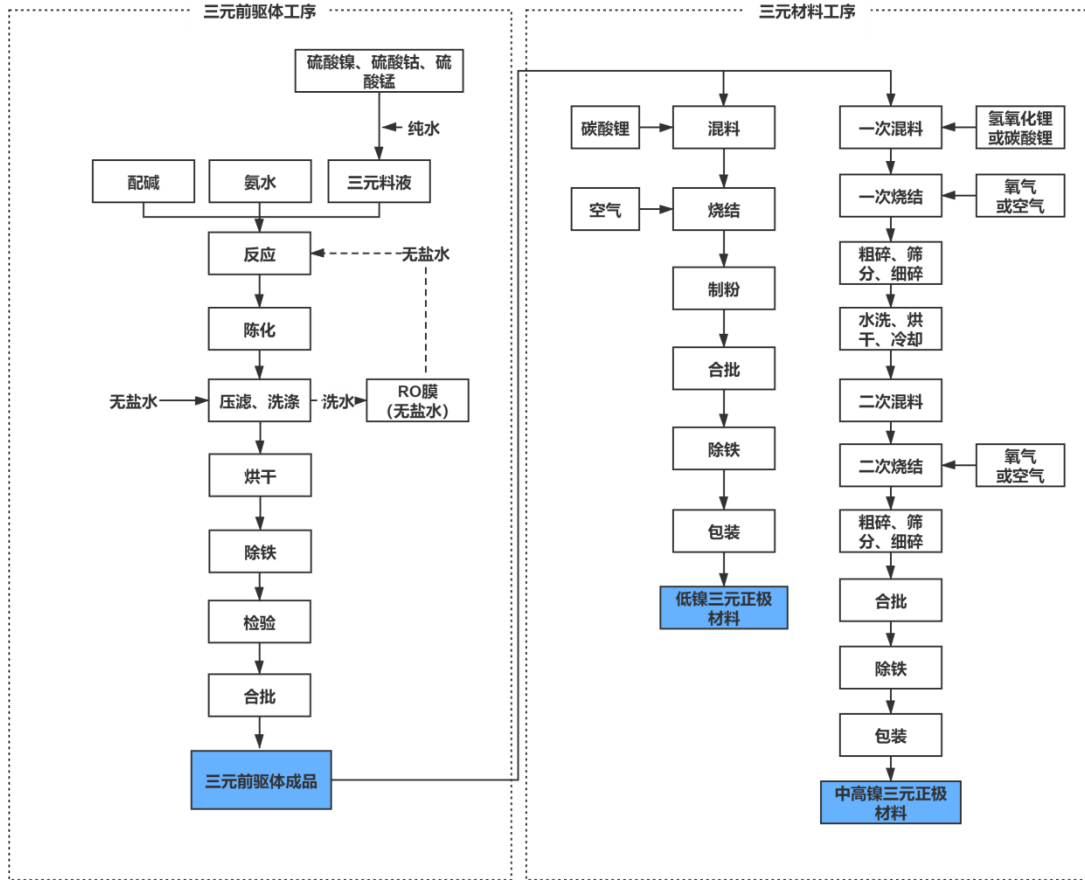 三元前驱体工序
硫酸镍、硫酸钴、硫
酸锰
纯水
配碱
氨水
三元料液
反应
无盐水
陈化
无盐水
压滤、洗涤
洗水
RO膜
（无盐水）
烘干
除铁
检验
合批
三元前驱体成品
三元材料工序
碳酸锂
混料
空气
烧结
制粉
合批
除铁
包装
低镍三元正极
材料
一次混料
氢氧化锂
或碳酸锂
一次烧结
氧气
或空气
粗碎、筛
分、细碎
水洗、烘
干、冷却
二次混料
二次烧结
氧气
或空气
粗碎、筛
分、细碎
合批
除铁
包装
中高镍三元正极
材料